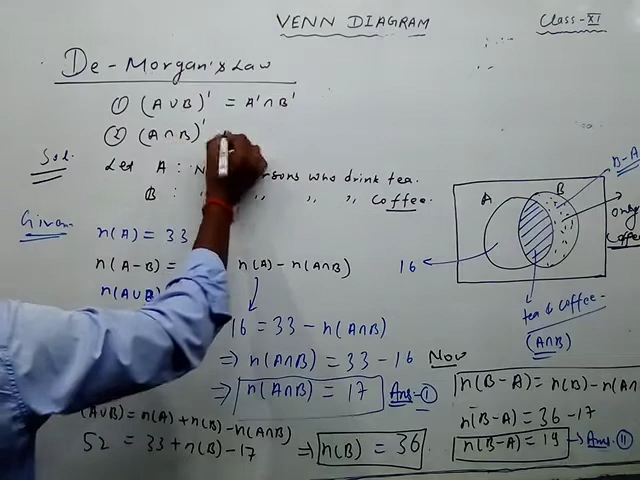 VENN DIAGRAM
Class-XI
De-Morgan's Law
① (A∪B)' = A'∩B'
② (A∩B)'
Sol.
Let A : N persons who drink tea.
B : " " " Coffee.
Given
n(A) = 33
n(A-B) = n(A) - n(A∩B)
n(A∪B)
16 = 33 - n(A∩B)
⇒ n(A∩B) = 33 - 16
⇒ n(A∩B) = 17 Ans-①
(A∪B) = n(A) + n(B) - n(A∩B)
52 = 33 + n(B) - 17 ⇒ n(B) = 36
A
B
B-A
only
Coffee
16
tea & coffee
(A∩B)
Now
n(B-A) = n(B) - n(A∩
n(B-A) = 36 - 17
n(B-A) = 19 → Ans ⑪